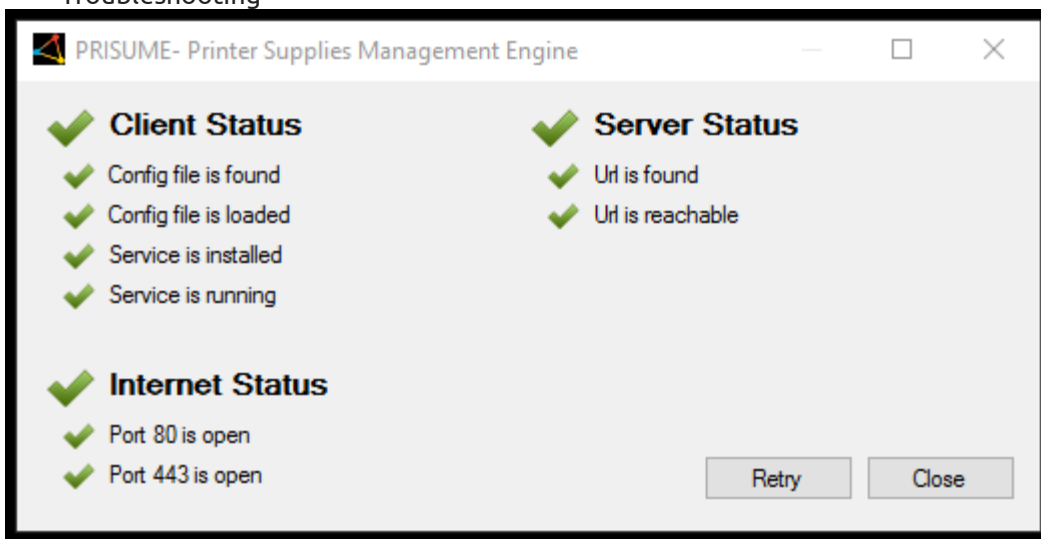 Troubleshooting
PRISUME- Printer Supplies Management Engine
Client Status
Config file is found
Config file is loaded
Service is installed
Service is running
Server Status
Url is found
Url is reachable
Internet Status
Port 80 is open
Port 443 is open
Retry
Close